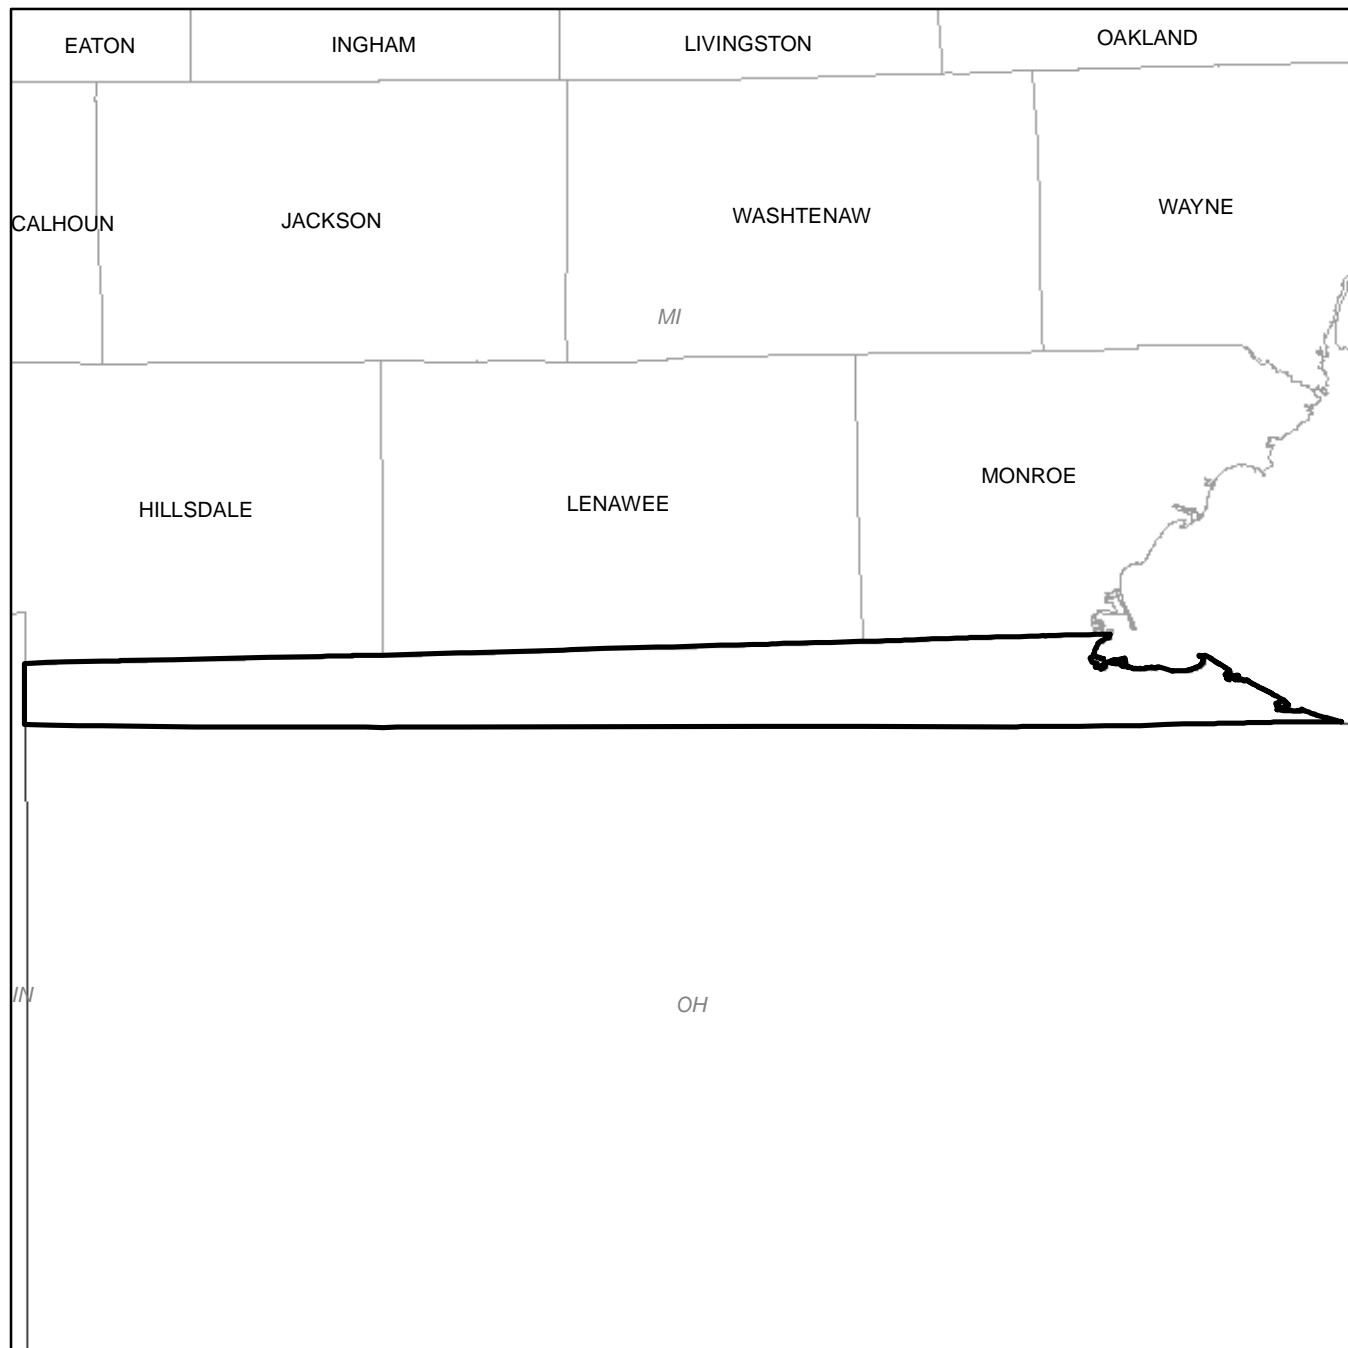 EATON
INGHAM
LIVINGSTON
OAKLAND
CALHOUN
JACKSON
WASHTENAW
WAYNE
MI
HILLSDALE
LENAWEE
MONROE
IN
OH